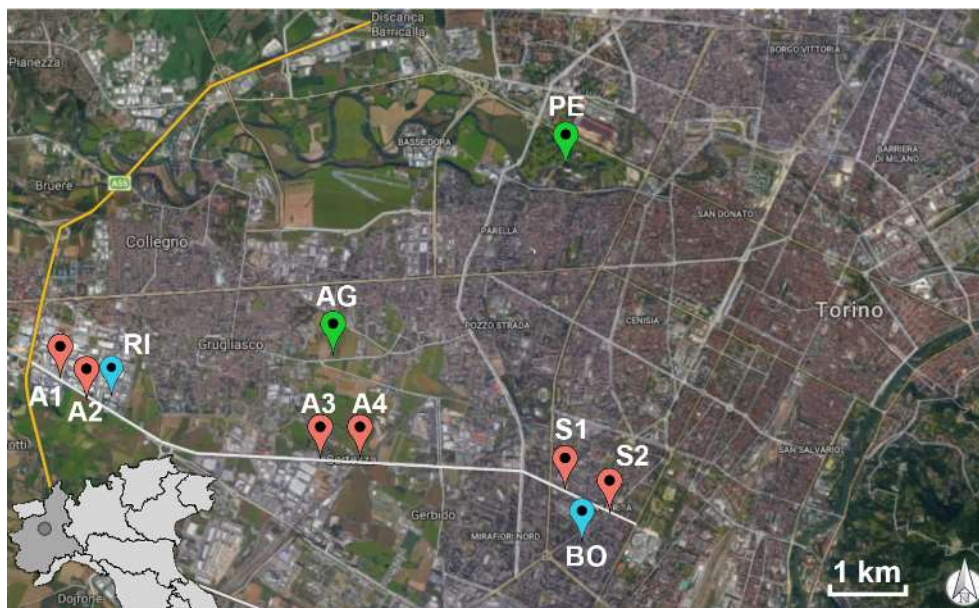 Discarica
Barricalla
Pianezza
BORGO VITTORIA
PE
BASSE DORA
BARRIERA
DI MILANO
A55
Bruere
SAN DONATO
Collegno
PARELLA
AG
Torino
RI
Grugliasco
POZZO STRADA
CENISIA
A1
A2
A3
A4
S1
S2
SAN SALVARIO
Gerbido
MIRAFIORI NORD
BO
1 km
N